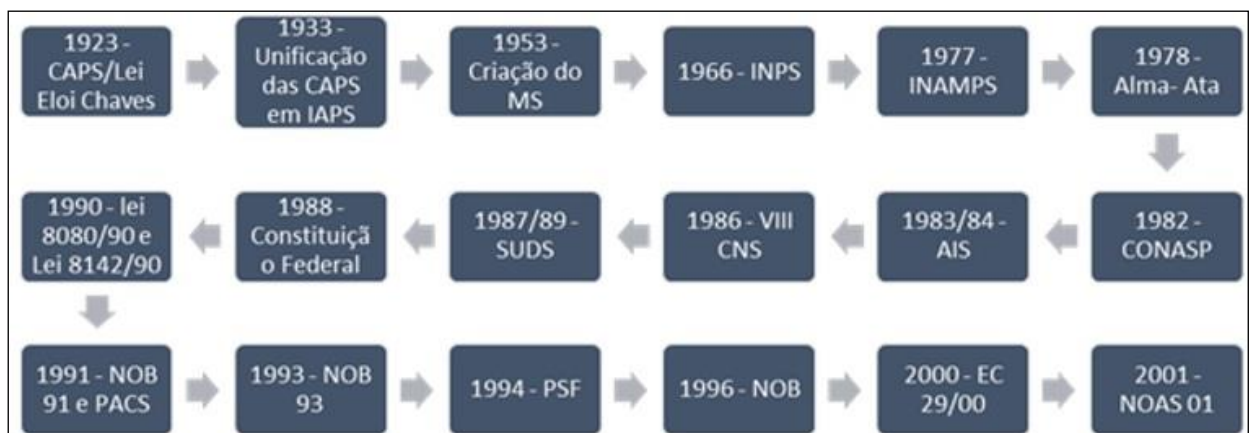 1923 -
CAPS/Lei
Eloi Chaves
1933 -
Unificação
das CAPS
em IAPS
1953 -
Criação do
MS
1966 - INPS
1977 -
INAMPS
1978 -
Alma- Ata
1982 -
CONASP
1983/84 -
AIS
1986 - VIII
CNS
1987/89 -
SUDS
1988 -
Constituiçã
o Federal
1990 - lei
8080/90 e
Lei 8142/90
1991 - NOB
91 e PACS
1993 - NOB
93
1994 - PSF
1996 - NOB
2000 - EC
29/00
2001 -
NOAS 01